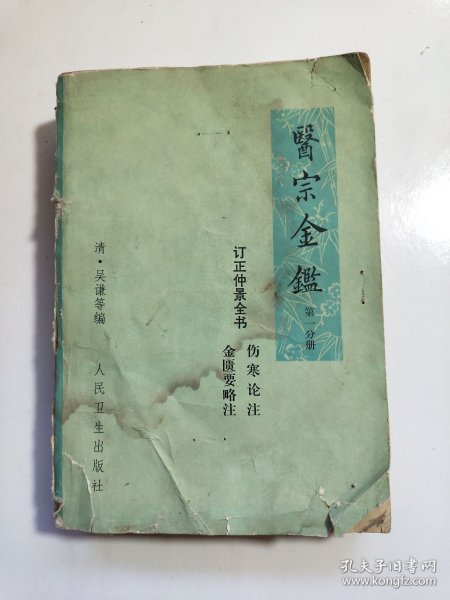 醫宗金鑑
第一分册
订正仲景全书
伤寒论注
金匮要略注
清·吴谦等编
人民卫生出版社
孔夫子旧书网
www.kongfz.com